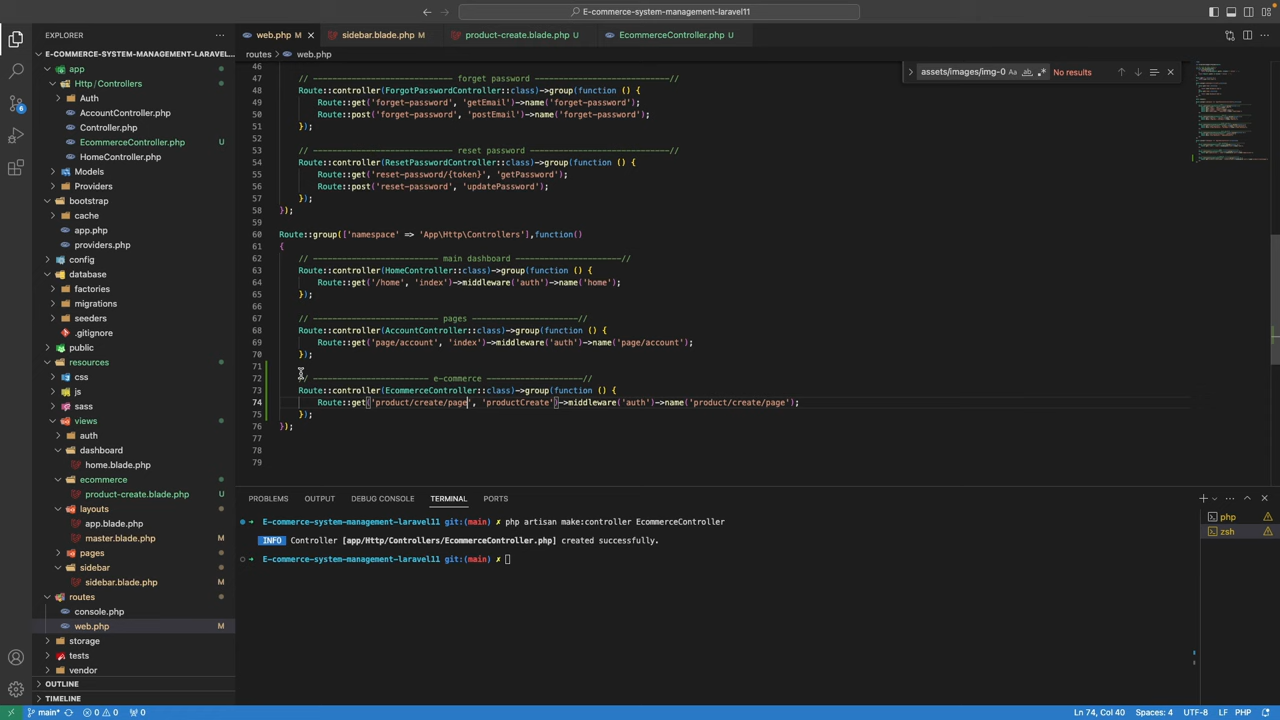 E-commerce-system-management-laravel11
EXPLORER
web.php M
sidebar.blade.php M
product-create.blade.php U
EcommerceController.php U
routes > web.php
E-COMMERCE-SYSTEM-MANAGEMENT-LARAVEL...
app
Http / Controllers
Auth
AccountController.php
Controller.php
EcommerceController.php U
HomeController.php
Models
Providers
bootstrap
cache
app.php
providers.php
config
database
factories
migrations
seeders
.gitignore
public
resources
css
js
sass
views
auth
dashboard
home.blade.php
ecommerce
product-create.blade.php U
layouts
app.blade.php
master.blade.php M
pages
sidebar
sidebar.blade.php M
routes
console.php
web.php M
storage
tests
vendor
OUTLINE
TIMELINE
6
assets/images/img-0 Aa ab .* No results
46
47 // ----------------------------- forget password -----------------------------//
48 Route::controller(ForgotPasswordController::class)->group(function () {
49 Route::get('forget-password', 'getEmail')->name('forget-password');
50 Route::post('forget-password', 'postEmail')->name('forget-password');
51 });
52
53 // ----------------------------- reset password -----------------------------//
54 Route::controller(ResetPasswordController::class)->group(function () {
55 Route::get('reset-password/{token}', 'getPassword');
56 Route::post('reset-password', 'updatePassword');
57 });
58 });
59
60 Route::group(['namespace' => 'App\Http\Controllers'],function()
61 {
62 // -------------------------- main dashboard ------------------------//
63 Route::controller(HomeController::class)->group(function () {
64 Route::get('/home', 'index')->middleware('auth')->name('home');
65 });
66
67 // -------------------------- pages ----------------------//
68 Route::controller(AccountController::class)->group(function () {
69 Route::get('page/account', 'index')->middleware('auth')->name('page/account');
70 });
71
72 // ------------------------ e-commerce --------------------//
73 Route::controller(EcommerceController::class)->group(function () {
74 Route::get('product/create/page', 'productCreate')->middleware('auth')->name('product/create/page');
75 });
76 });
77
78
79
PROBLEMS OUTPUT DEBUG CONSOLE TERMINAL PORTS
E-commerce-system-management-laravel11 git:(main) ✗ php artisan make:controller EcommerceController
INFO Controller [app/Http/Controllers/EcommerceController.php] created successfully.
E-commerce-system-management-laravel11 git:(main) ✗
php
zsh
main* 0 0 0
Ln 74, Col 40 Spaces: 4 UTF-8 LF PHP